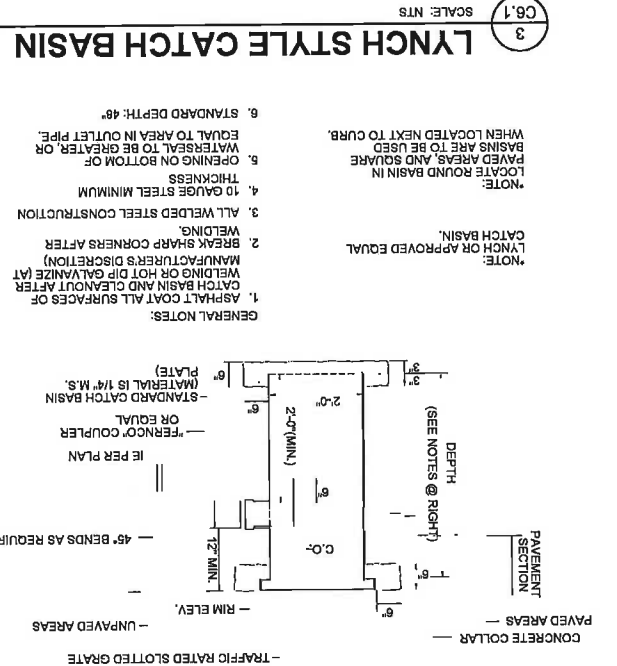 TRAFFIC RATED SLOTTED GRATE
CONCRETE COLLAR
PAVED AREAS
UNPAVED AREAS
RIM ELEV.
6"
PAVEMENT
SECTION
6"
12" MIN.
C.O.
45° BENDS AS REQUIR
DEPTH
(SEE NOTES @ RIGHT)
6"
2'-0"(MIN.)
IE PER PLAN
"FERNCO" COUPLER
OR EQUAL
2'-0"
6"
STANDARD CATCH BASIN
(MATERIAL IS 1/4" M.S.
PLATE)
3"
3"
6"
GENERAL NOTES:
1. ASPHALT COAT ALL SURFACES OF
CATCH BASIN AND CLEANOUT AFTER
WELDING OR HOT DIP GALVANIZE (AT
MANUFACTURER'S DISCRETION)
2. BREAK SHARP CORNERS AFTER
WELDING.
3. ALL WELDED STEEL CONSTRUCTION
4. 10 GAUGE STEEL MINIMUM
THICKNESS
5. OPENING ON BOTTOM OF
WATERSEAL TO BE GREATER, OR
EQUAL TO AREA IN OUTLET PIPE.
6. STANDARD DEPTH: 48"
*NOTE:
LYNCH OR APPROVED EQUAL
CATCH BASIN.
*NOTE:
LOCATE ROUND BASIN IN
PAVED AREAS, AND SQUARE
BASINS ARE TO BE USED
WHEN LOCATED NEXT TO CURB.
3
C6.1
LYNCH STYLE CATCH BASIN
SCALE: NTS